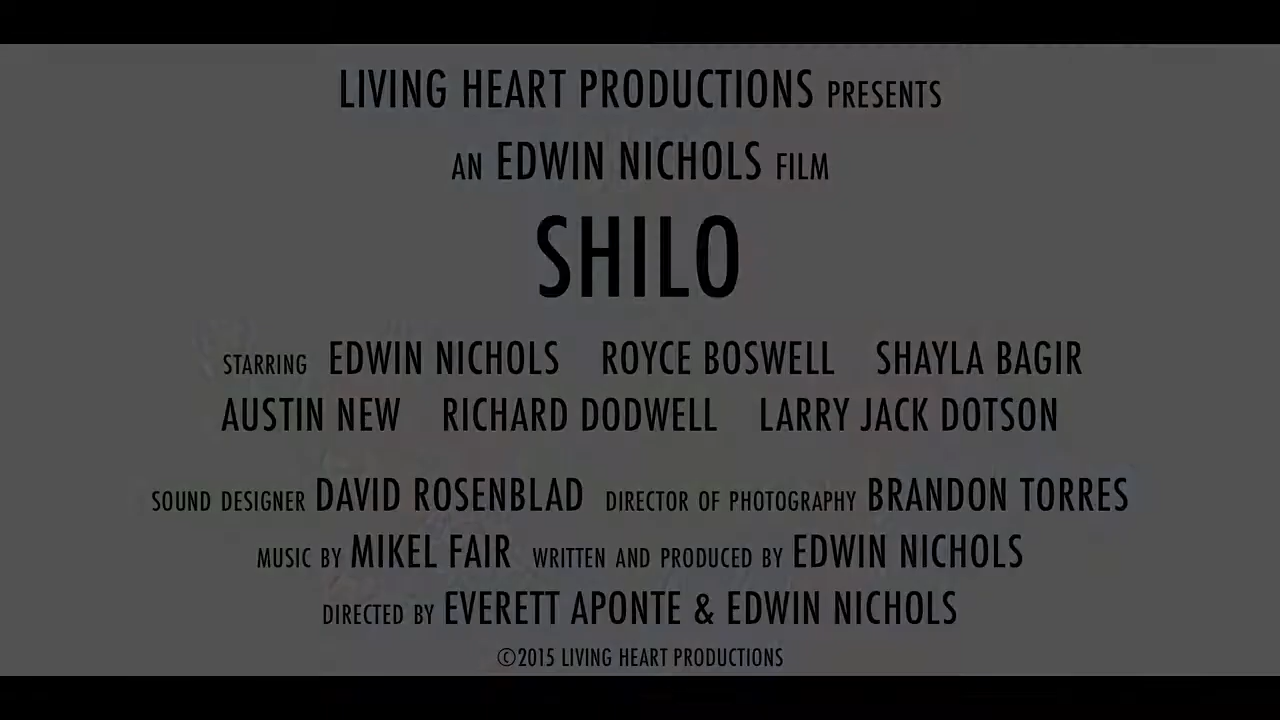 LIVING HEART PRODUCTIONS PRESENTS
AN EDWIN NICHOLS FILM
SHILO
STARRING EDWIN NICHOLS ROYCE BOSWELL SHAYLA BAGIR
AUSTIN NEW RICHARD DODWELL LARRY JACK DOTSON
SOUND DESIGNER DAVID ROSENBLAD DIRECTOR OF PHOTOGRAPHY BRANDON TORRES
MUSIC BY MIKEL FAIR WRITTEN AND PRODUCED BY EDWIN NICHOLS
DIRECTED BY EVERETT APONTE & EDWIN NICHOLS
©2015 LIVING HEART PRODUCTIONS